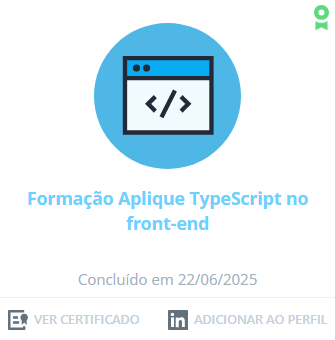 Formação Aplique TypeScript no
front-end
Concluído em 22/06/2025
VER CERTIFICADO
ADICIONAR AO PERFIL